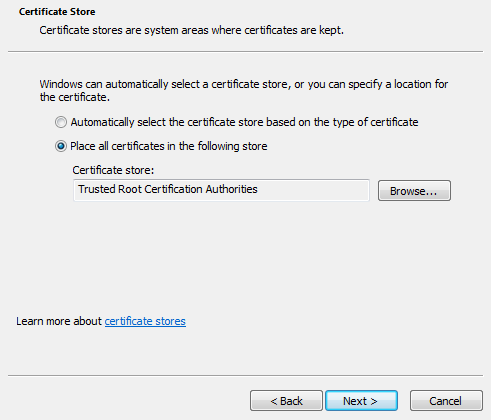 Certificate Store
Certificate stores are system areas where certificates are kept.
Windows can automatically select a certificate store, or you can specify a location for
the certificate.
Automatically select the certificate store based on the type of certificate
Place all certificates in the following store
Certificate store:
Trusted Root Certification Authorities
Browse...
Learn more about certificate stores
< Back
Next >
Cancel